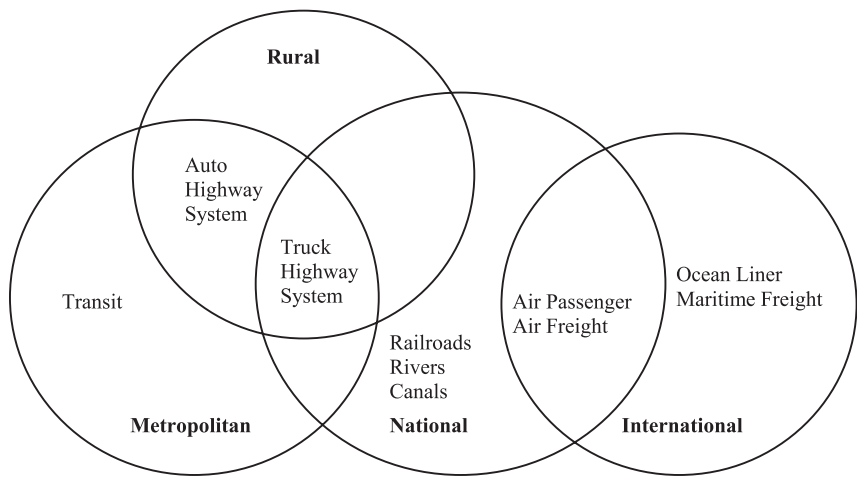 Rural
Auto
Highway
System
Truck
Highway
System
Transit
Railroads
Rivers
Canals
Air Passenger
Air Freight
Ocean Liner
Maritime Freight
Metropolitan
National
International